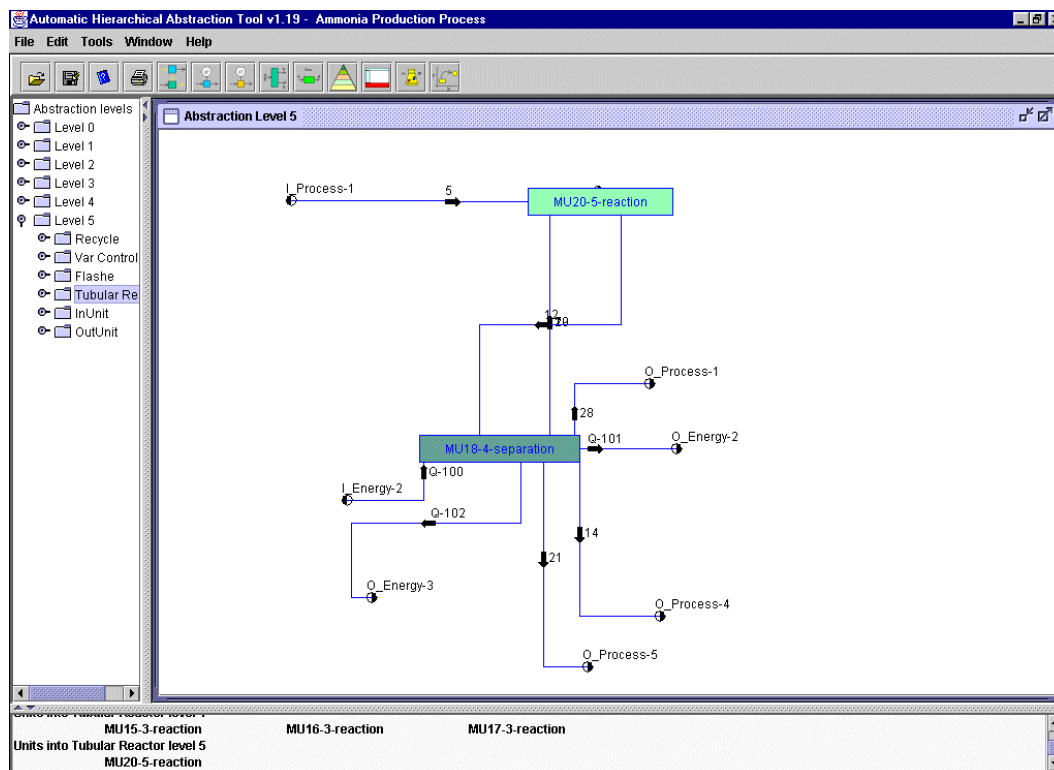 Automatic Hierarchical Abstraction Tool v1.19 - Ammonia Production Process
File Edit Tools Window Help
Abstraction levels
Level 0
Level 1
Level 2
Level 3
Level 4
Level 5
Recycle
Var Control
Flashe
Tubular Re
InUnit
OutUnit
Abstraction Level 5
I_Process-1
5
MU20-5-reaction
12
O_Process-1
28
MU18-4-separation
Q-101
O_Energy-2
Q-100
I_Energy-2
Q-102
14
21
O_Energy-3
O_Process-4
O_Process-5
MU15-3-reaction MU16-3-reaction MU17-3-reaction
Units into Tubular Reactor level 5
MU20-5-reaction